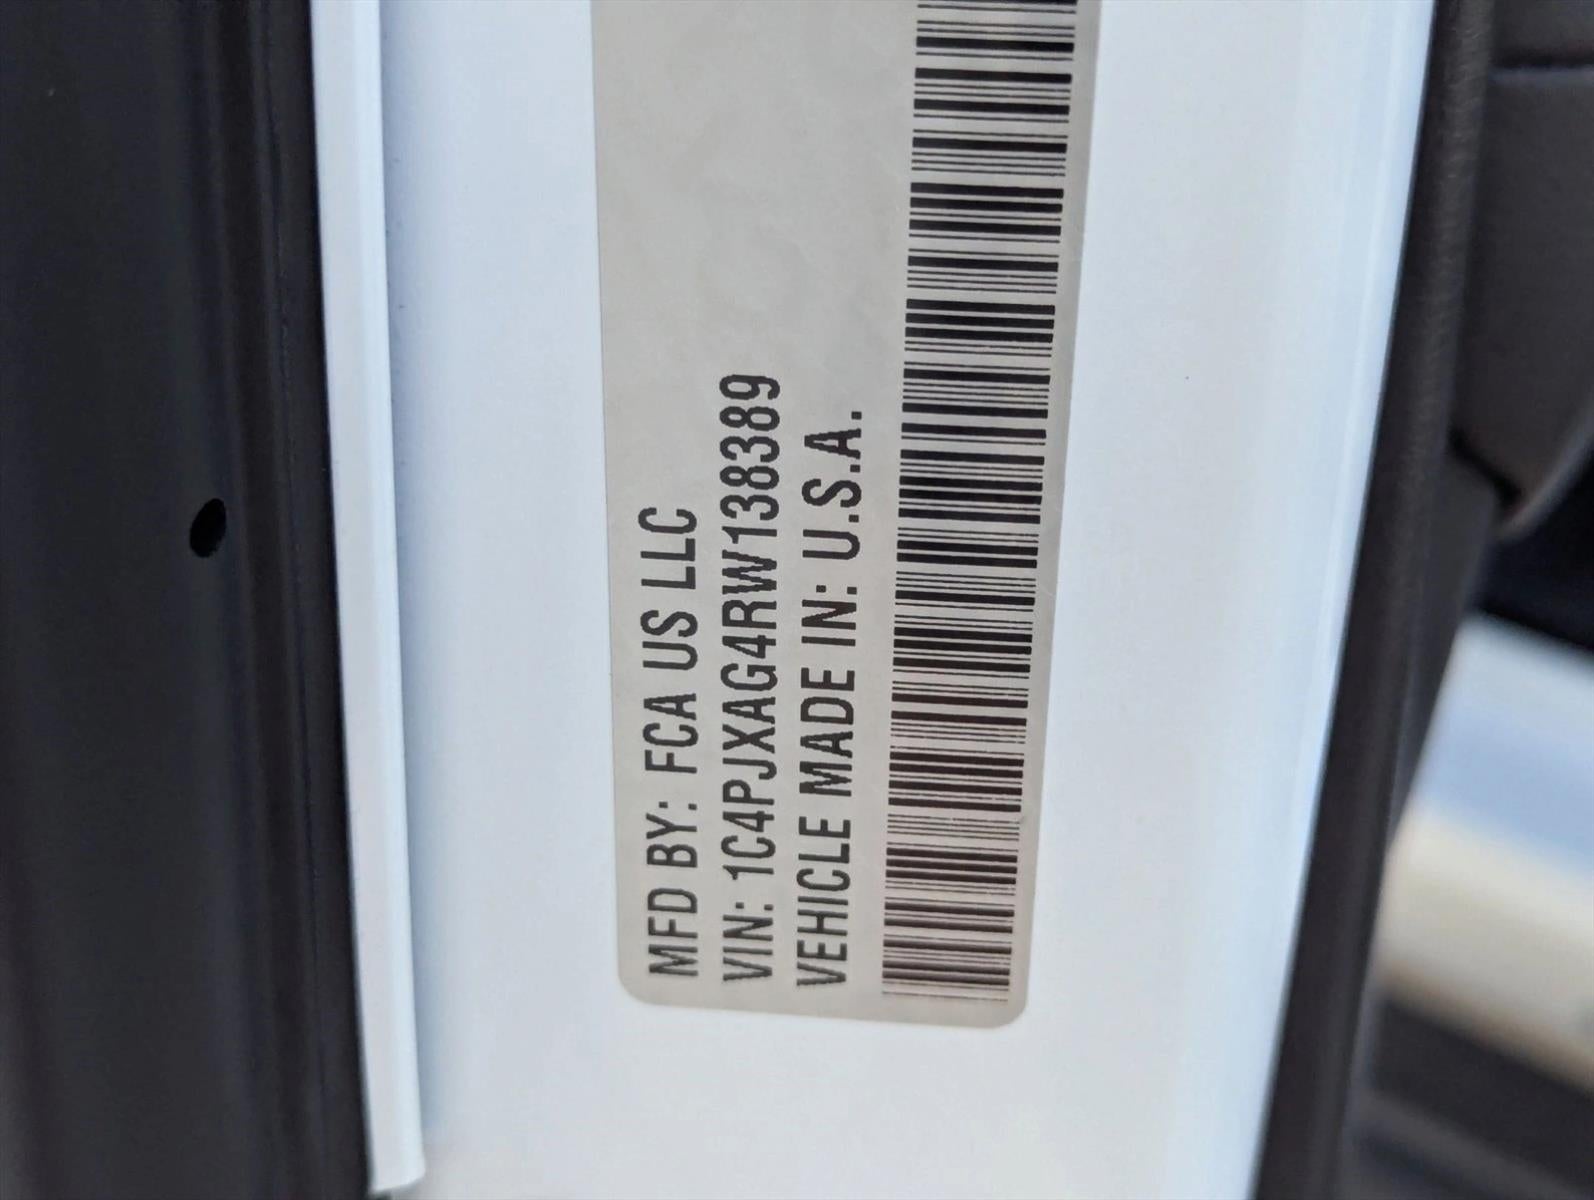 MFD BY: FCA US LLC
VIN: 1C4PJXAG4RW138389
VEHICLE MADE IN: U.S.A.